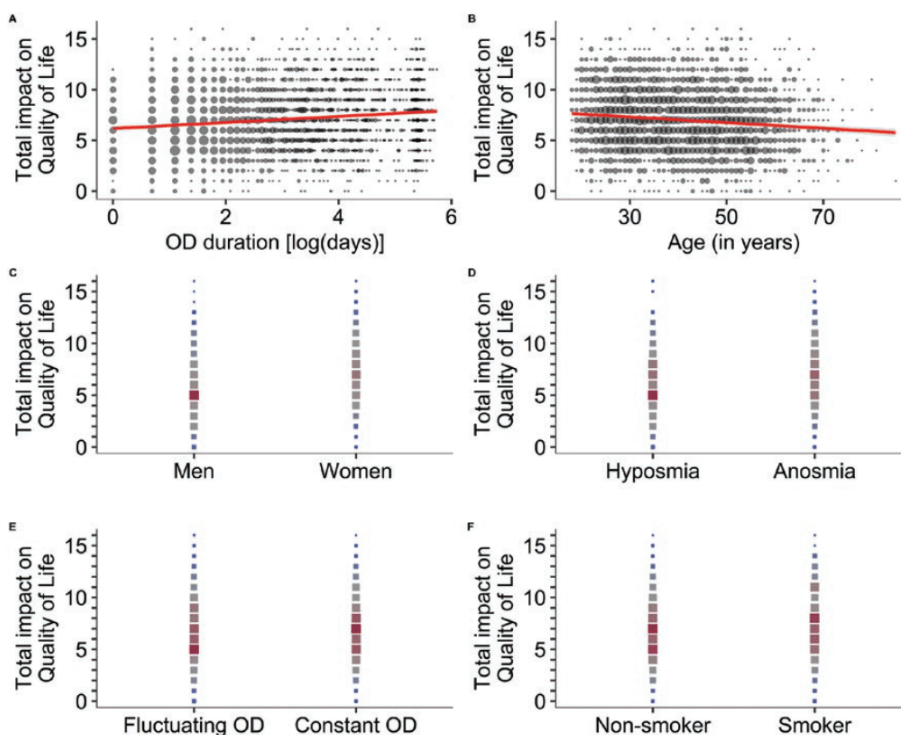 A
Total impact on
Quality of Life
15
10
5
0
0
2
4
6
OD duration [log(days)]
B
Total impact on
Quality of Life
15
10
5
0
30
50
70
Age (in years)
C
Total impact on
Quality of Life
15
10
5
0
Men
Women
D
Total impact on
Quality of Life
15
10
5
0
Hyposmia
Anosmia
E
Total impact on
Quality of Life
15
10
5
0
Fluctuating OD
Constant OD
F
Total impact on
Quality of Life
15
10
5
0
Non-smoker
Smoker